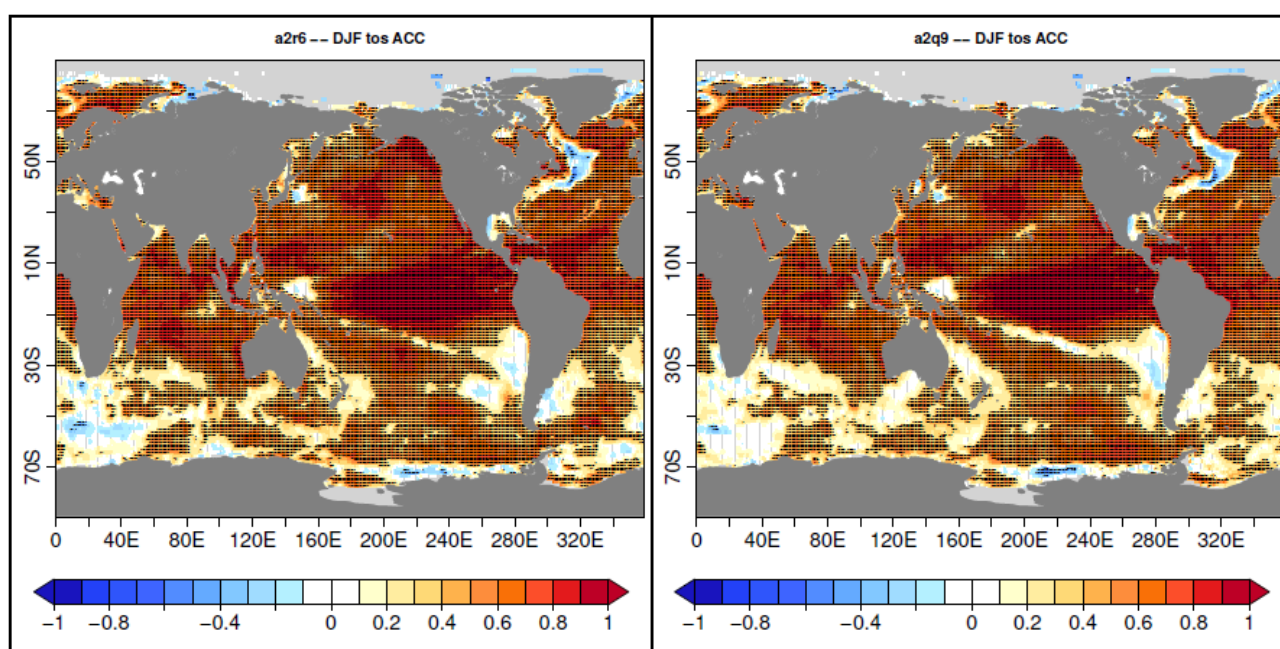 a2r6 −− DJF tos ACC
50N
10N
30S
70S
0 40E 80E 120E 160E 200E 240E 280E 320E
−1 −0.8 −0.4 0 0.2 0.4 0.6 0.8 1
a2q9 −− DJF tos ACC
50N
10N
30S
70S
0 40E 80E 120E 160E 200E 240E 280E 320E
−1 −0.8 −0.4 0 0.2 0.4 0.6 0.8 1